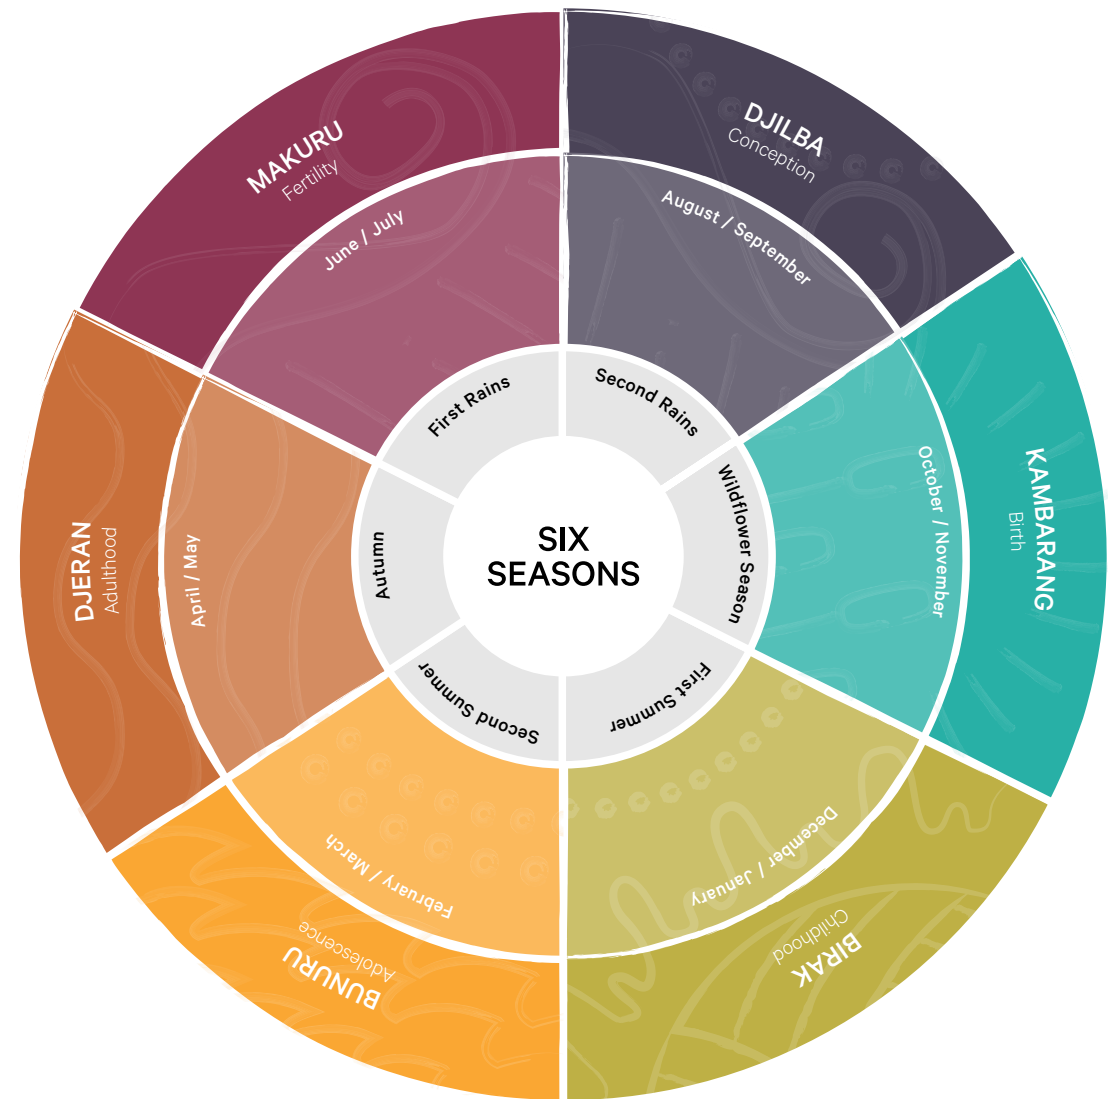 SIX
SEASONS
MAKURU
Fertility
June / July
First Rains
DJILBA
Conception
August / September
Second Rains
KAMBARANG
Birth
October / November
Wildflower Season
BIRAK
Childhood
December / January
First Summer
BUNURU
Adolescence
February / March
Second Summer
DJERAN
Adulthood
April / May
Autumn